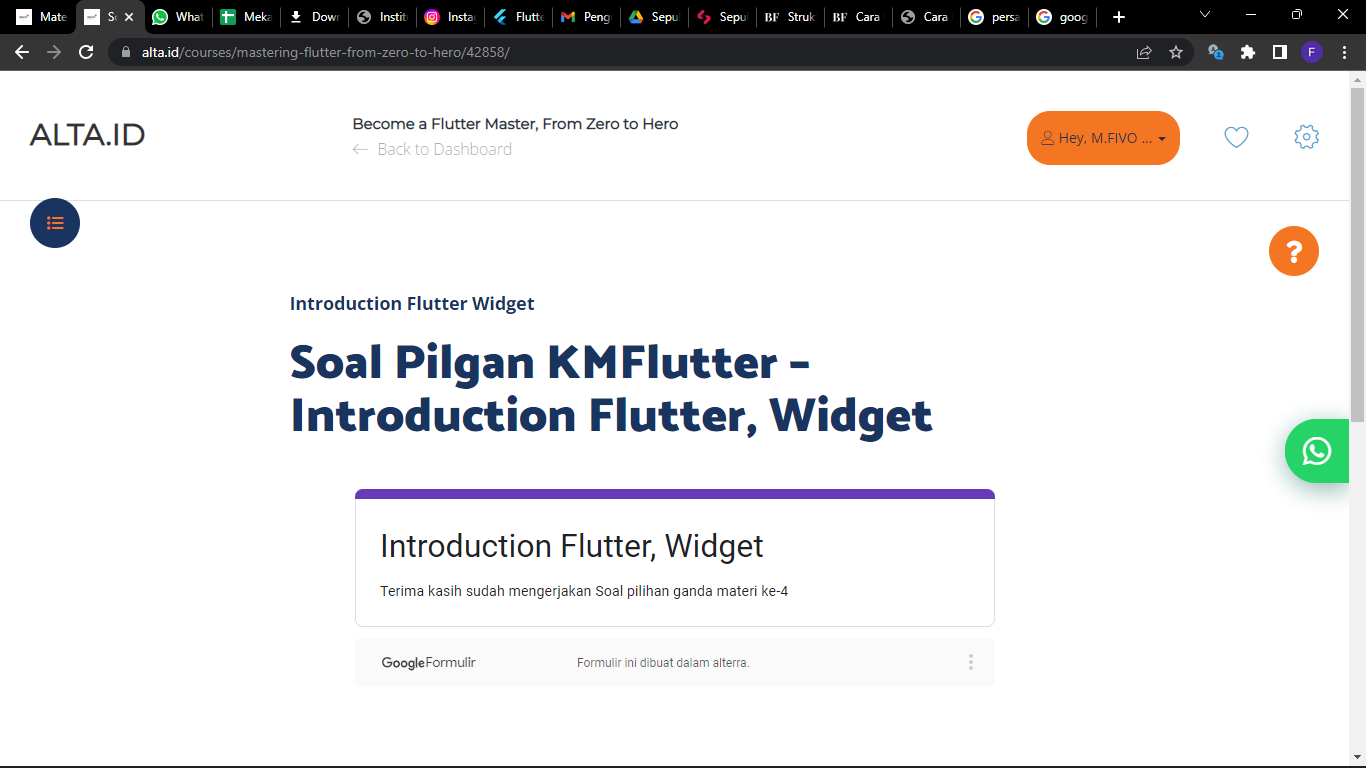 Mate
So
What
Meka
Down
Instit
Insta
Flutte
Peng
Sepul
Sepul
BF Struk
BF Cara
Cara
persa
goog
alta.id/courses/mastering-flutter-from-zero-to-hero/42858/
F
ALTA.ID
Become a Flutter Master, From Zero to Hero
← Back to Dashboard
Hey, M.FIVO ...
?
Introduction Flutter Widget
Soal Pilgan KMFlutter –
Introduction Flutter, Widget
Introduction Flutter, Widget
Terima kasih sudah mengerjakan Soal pilihan ganda materi ke-4
Google Formulir
Formulir ini dibuat dalam alterra.